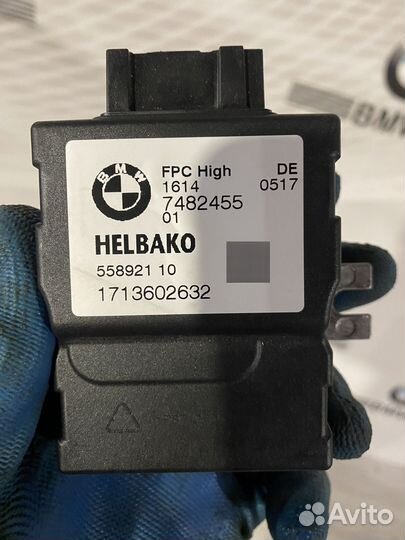 BMW
FPC High DE
1614 0517
7482455
01
HELBAKO
558921 10
1713602632
BMW
Avito